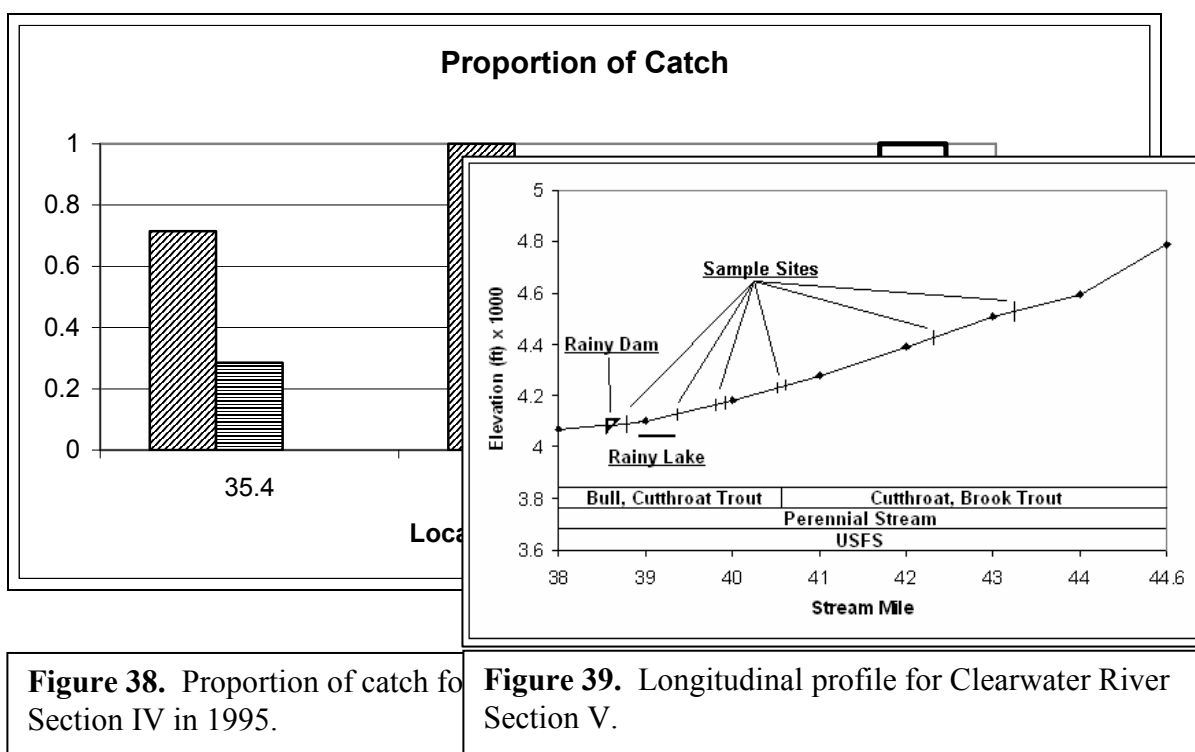 Proportion of Catch
1
0.8
0.6
0.4
0.2
0
35.4
Loca
5
4.8
4.6
4.4
4.2
4
3.8
3.6
Elevation (ft) x 1000
Sample Sites
Rainy Dam
Rainy Lake
Bull, Cutthroat Trout Cutthroat, Brook Trout
Perennial Stream
USFS
38 39 40 41 42 43 44 44.6
Stream Mile
Figure 38. Proportion of catch fo
Section IV in 1995.
Figure 39. Longitudinal profile for Clearwater River
Section V.